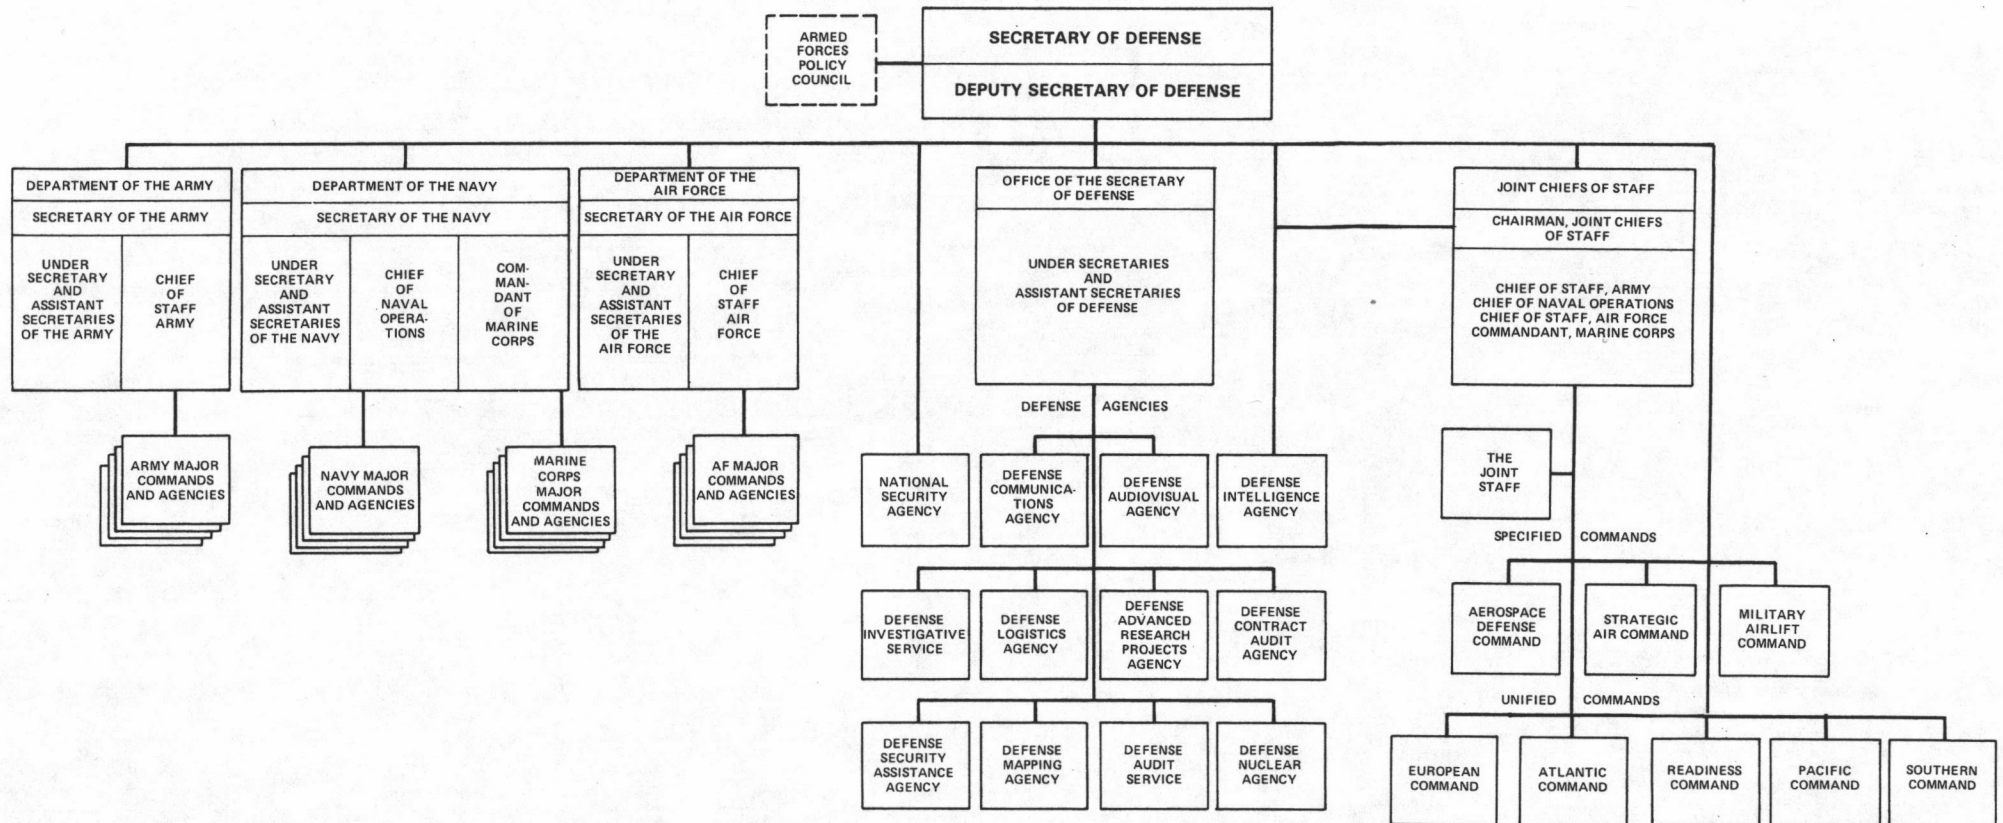 ARMED
FORCES
POLICY
COUNCIL
SECRETARY OF DEFENSE
DEPUTY SECRETARY OF DEFENSE
DEPARTMENT OF THE ARMY
SECRETARY OF THE ARMY
UNDER
SECRETARY
AND
ASSISTANT
SECRETARIES
OF THE ARMY
CHIEF
OF
STAFF
ARMY
DEPARTMENT OF THE NAVY
SECRETARY OF THE NAVY
UNDER
SECRETARY
AND
ASSISTANT
SECRETARIES
OF THE NAVY
CHIEF
OF
NAVAL
OPERA-
TIONS
COM-
MAN-
DANT
OF
MARINE
CORPS
DEPARTMENT OF THE
AIR FORCE
SECRETARY OF THE AIR FORCE
UNDER
SECRETARY
AND
ASSISTANT
SECRETARIES
OF THE
AIR FORCE
CHIEF
OF
STAFF
AIR
FORCE
OFFICE OF THE SECRETARY
OF DEFENSE
UNDER SECRETARIES
AND
ASSISTANT SECRETARIES
OF DEFENSE
JOINT CHIEFS OF STAFF
CHAIRMAN, JOINT CHIEFS
OF STAFF
CHIEF OF STAFF, ARMY
CHIEF OF NAVAL OPERATIONS
CHIEF OF STAFF, AIR FORCE
COMMANDANT, MARINE CORPS
ARMY MAJOR
COMMANDS
AND AGENCIES
NAVY MAJOR
COMMANDS
AND AGENCIES
MARINE
CORPS
MAJOR
COMMANDS
AND AGENCIES
AF MAJOR
COMMANDS
AND AGENCIES
DEFENSE AGENCIES
NATIONAL
SECURITY
AGENCY
DEFENSE
COMMUNICA-
TIONS
AGENCY
DEFENSE
AUDIOVISUAL
AGENCY
DEFENSE
INTELLIGENCE
AGENCY
DEFENSE
INVESTIGATIVE
SERVICE
DEFENSE
LOGISTICS
AGENCY
DEFENSE
ADVANCED
RESEARCH
PROJECTS
AGENCY
DEFENSE
CONTRACT
AUDIT
AGENCY
DEFENSE
SECURITY
ASSISTANCE
AGENCY
DEFENSE
MAPPING
AGENCY
DEFENSE
AUDIT
SERVICE
DEFENSE
NUCLEAR
AGENCY
THE
JOINT
STAFF
SPECIFIED COMMANDS
AEROSPACE
DEFENSE
COMMAND
STRATEGIC
AIR COMMAND
MILITARY
AIRLIFT
COMMAND
UNIFIED COMMANDS
EUROPEAN
COMMAND
ATLANTIC
COMMAND
READINESS
COMMAND
PACIFIC
COMMAND
SOUTHERN
COMMAND